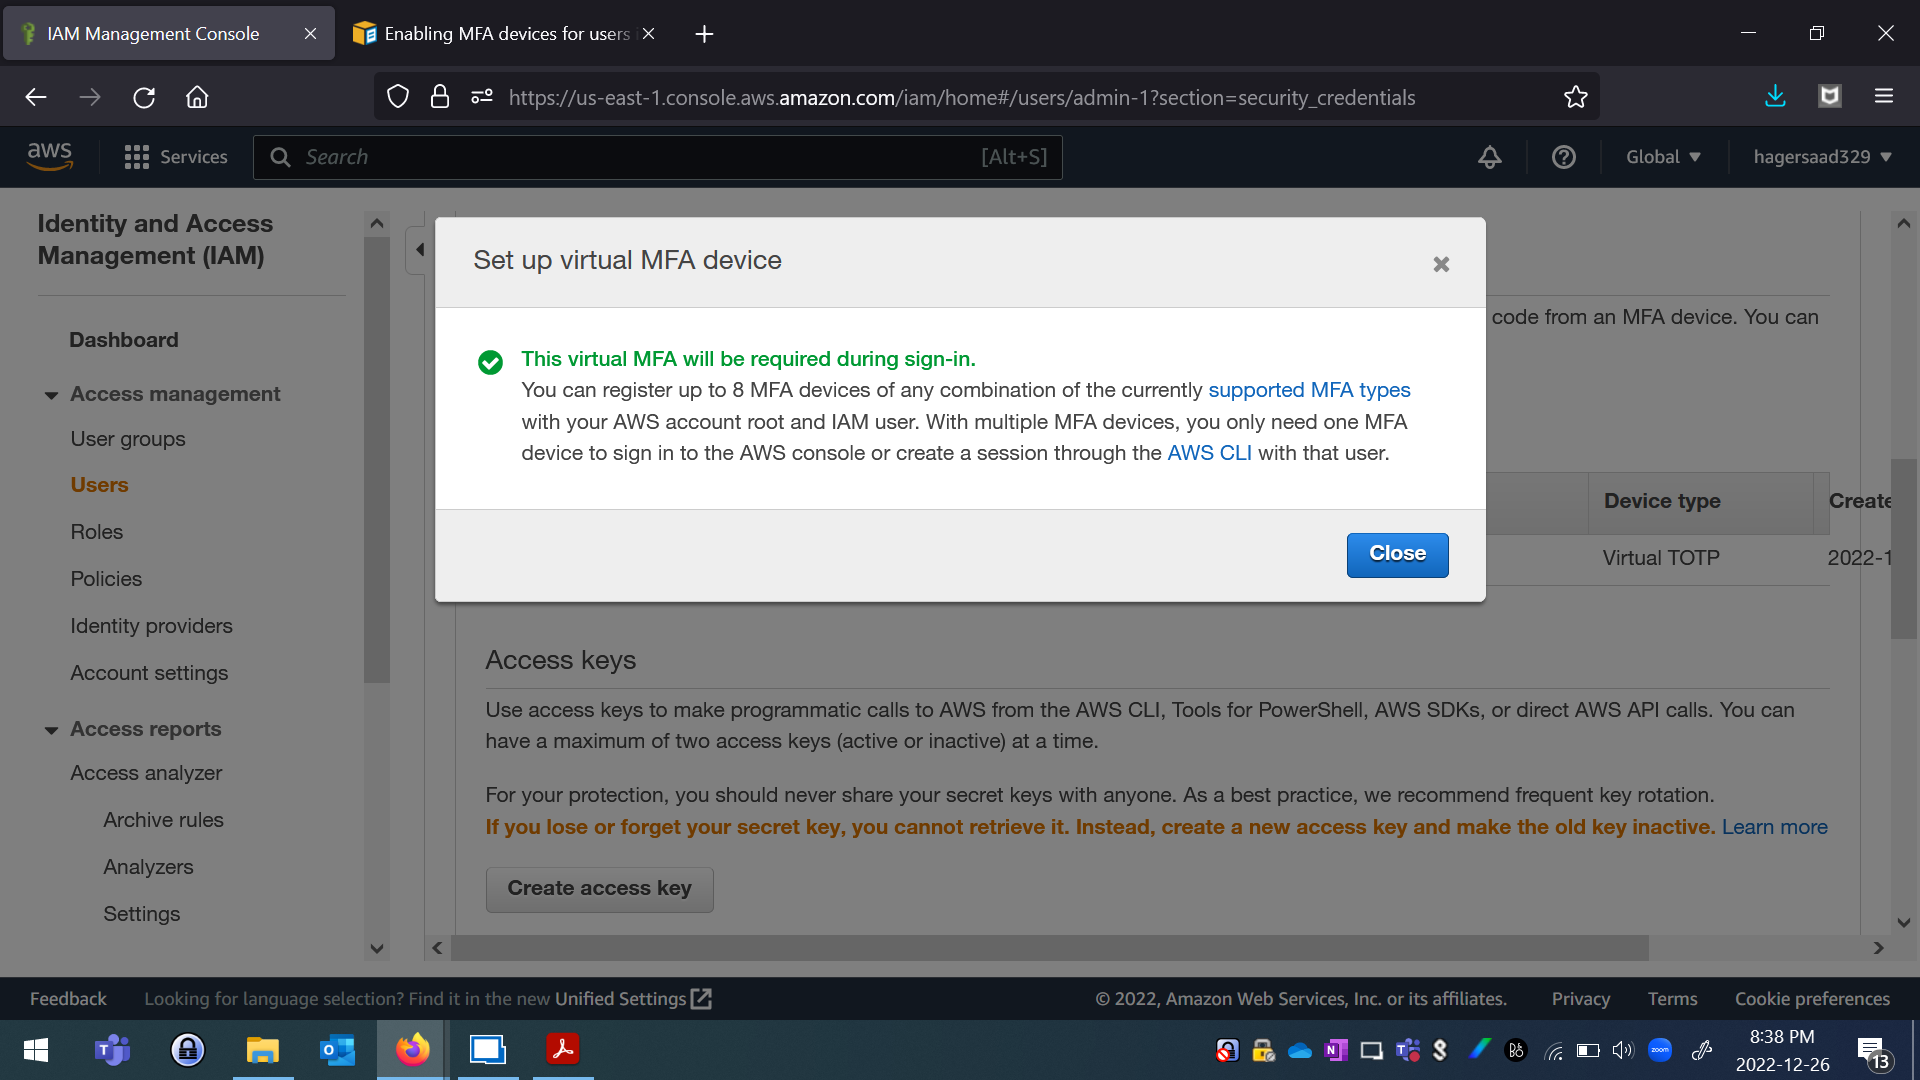 IAM Management Console
Enabling MFA devices for users
https://us-east-1.console.aws.amazon.com/iam/home#/users/admin-1?section=security_credentials
aws
Services
Search
[Alt+S]
Global
hagersaad329
Identity and Access
Management (IAM)
Dashboard
Access management
User groups
Users
Roles
Policies
Identity providers
Account settings
Access reports
Access analyzer
Archive rules
Analyzers
Settings
Set up virtual MFA device
This virtual MFA will be required during sign-in.
You can register up to 8 MFA devices of any combination of the currently supported MFA types
with your AWS account root and IAM user. With multiple MFA devices, you only need one MFA
device to sign in to the AWS console or create a session through the AWS CLI with that user.
Close
code from an MFA device. You can
Device type
Create
Virtual TOTP
2022-1
Access keys
Use access keys to make programmatic calls to AWS from the AWS CLI, Tools for PowerShell, AWS SDKs, or direct AWS API calls. You can
have a maximum of two access keys (active or inactive) at a time.
For your protection, you should never share your secret keys with anyone. As a best practice, we recommend frequent key rotation.
If you lose or forget your secret key, you cannot retrieve it. Instead, create a new access key and make the old key inactive. Learn more
Create access key
Feedback
Looking for language selection? Find it in the new Unified Settings
© 2022, Amazon Web Services, Inc. or its affiliates.
Privacy
Terms
Cookie preferences
zoom
8:38 PM
2022-12-26
13